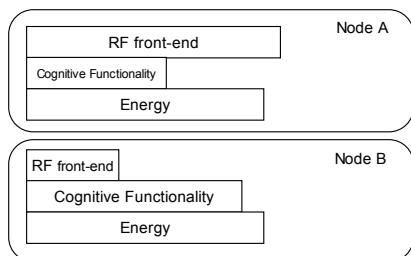 Node A
RF front-end
Cognitive Functionality
Energy
Node B
RF front-end
Cognitive Functionality
Energy